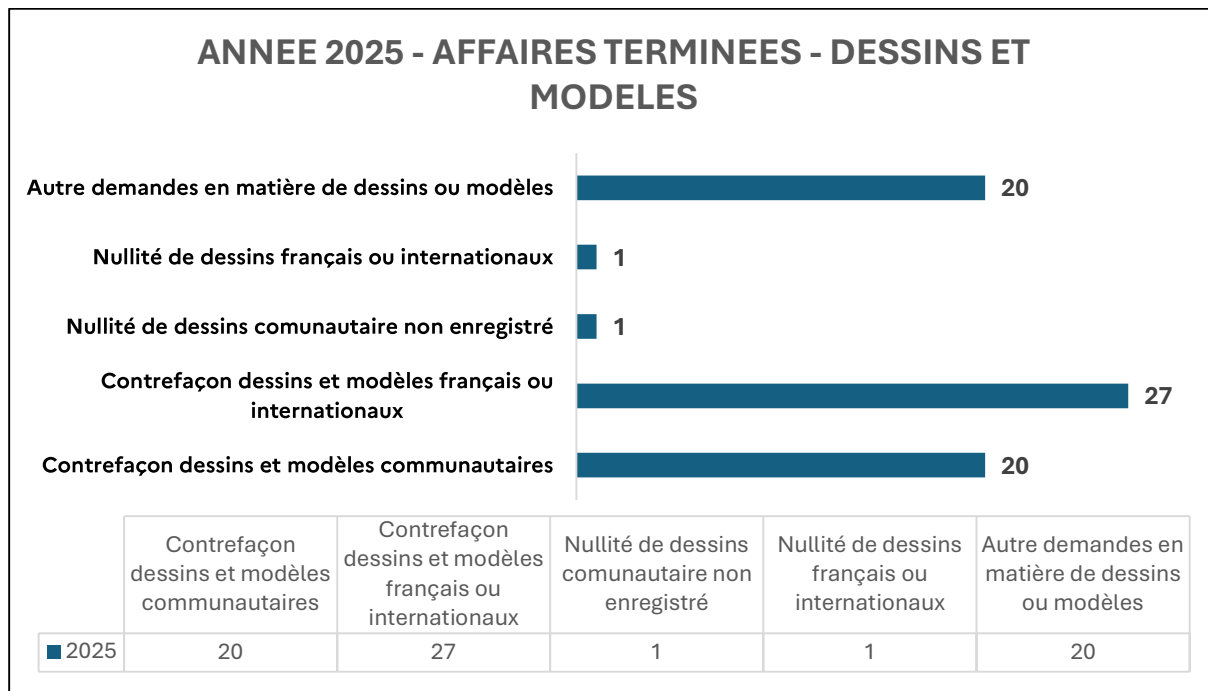 ANNEE 2025 - AFFAIRES TERMINEES - DESSINS ET
MODELES
Autre demandes en matière de dessins ou modèles
20
Nullité de dessins français ou internationaux
1
Nullité de dessins comunautaire non enregistré
1
Contrefaçon dessins et modèles français ou
internationaux
27
Contrefaçon dessins et modèles communautaires
20
Contrefaçon
dessins et modèles
communautaires
Contrefaçon
dessins et modèles
français ou
internationaux
Nullité de dessins
comunautaire non
enregistré
Nullité de dessins
français ou
internationaux
Autre demandes en
matière de dessins
ou modèles
2025 20 27 1 1 20